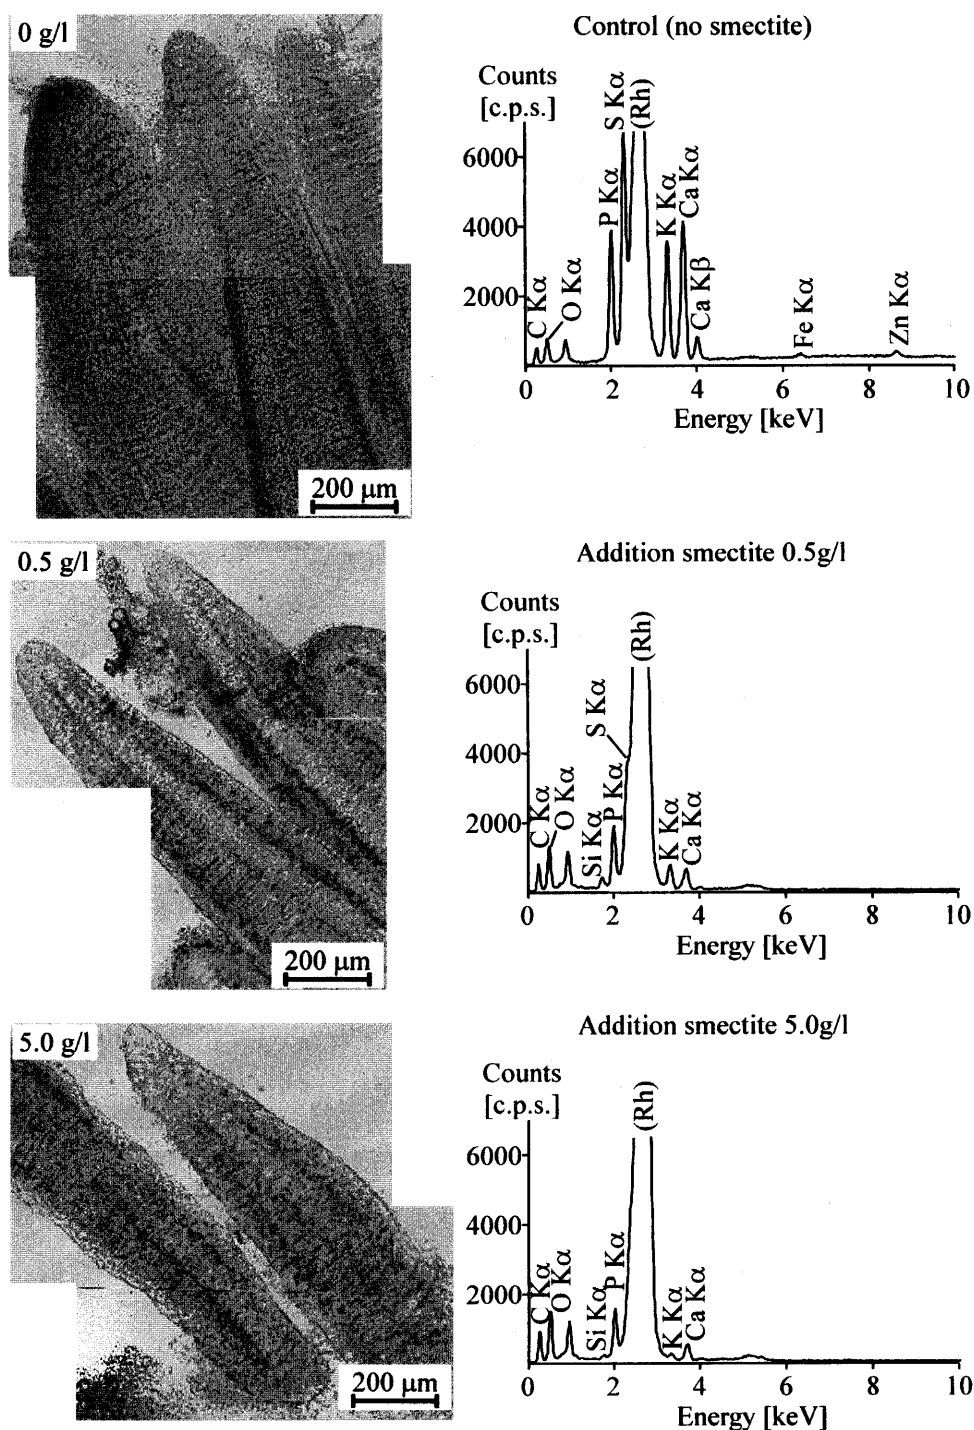 0 g/l
200 μm
Control (no smectite)
Counts
[c.p.s.]
6000
4000
2000
C Kα
O Kα
P Kα
S Kα
(Rh)
K Kα
Ca Kα
Ca Kβ
Fe Kα
Zn Kα
0 2 4 6 8 10
Energy [keV]
0.5 g/l
200 μm
Addition smectite 0.5g/l
Counts
[c.p.s.]
6000
4000
2000
C Kα
O Kα
Si Kα
P Kα
S Kα
(Rh)
K Kα
Ca Kα
0 2 4 6 8 10
Energy [keV]
5.0 g/l
200 μm
Addition smectite 5.0g/l
Counts
[c.p.s.]
6000
4000
2000
C Kα
O Kα
Si Kα
P Kα
(Rh)
K Kα
Ca Kα
0 2 4 6 8 10
Energy [keV]